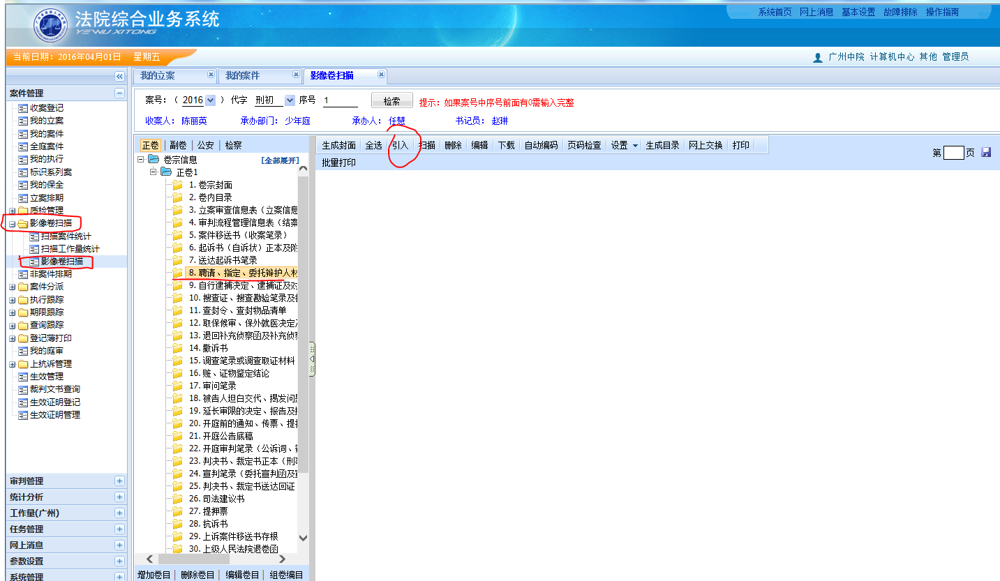 法院综合业务系统
YEWU XITONG
系统首页 网上消息 基本设置 故障排除 操作指南
当前日期：2016年04月01日 星期五
广州中院 计算机中心 其他 管理员
我的立案 我的案件 影像卷扫描
案件管理
收案登记
我的立案
我的案件
全庭案件
我的执行
标识系列案
我的保全
立案排期
质检管理
影像卷扫描
扫描案件统计
扫描工作量统计
影像卷扫描
非案件排期
案件分派
执行跟踪
期限跟踪
查询跟踪
登记薄打印
我的庭审
上抗诉管理
生效管理
裁判文书查询
生效证明登记
生效证明管理
审判管理
统计分析
工作量(广州)
任务管理
网上消息
参数设置
系统管理
案号：（ 2016 ） 代字 刑初 序号 1 检索 提示：如果案号中序号前面有0需输入完整
收案人： 陈丽英 承办部门： 少年庭 承办人： 任慧 书记员： 赵琳
正卷 | 副卷 | 公安 | 检察
卷宗信息 [全部展开]
正卷1
1. 卷宗封面
2. 卷内目录
3. 立案审查信息表（立案信息
4. 审判流程管理信息表（结案
5. 案件移送书（收案笔录）
6. 起诉书（自诉状）正本及附
7. 送达起诉书笔录
8. 聘请、指定、委托辩护人材
9. 自行逮捕决定、逮捕证及对
10. 搜查证、搜查勘验笔录及
11. 查封令、查封物品清单
12. 取保候审、保外就医决定及
13. 退回补充侦察函及补充侦察
14. 撤诉书
15. 调查笔录或调查取证材料
16. 赃、证物鉴定结论
17. 审问笔录
18. 被告人坦白交代、揭发问题
19. 延长审限的决定、报告及
20. 开庭前的通知、传票、提押
21. 开庭公告底稿
22. 开庭审判笔录（公诉词、辩
23. 判决书、裁定书正本（刑事
24. 宣判笔录（委托宣判函及宣
25. 判决书、裁定书送达回证
26. 司法建议书
27. 提押票
28. 抗诉书
29. 上诉案件移送书存根
30. 上级人民法院退卷函
增加卷目 | 删除卷目 | 编辑卷目 | 组卷编目
生成封面 全选 引入 扫描 删除 编辑 下载 自动编码 页码检查 设置 生成目录 网上交换 打印
批量打印
第 页